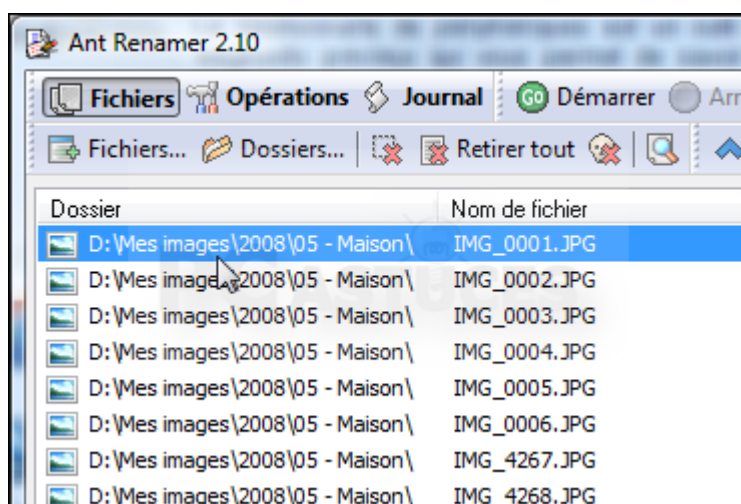 Ant Renamer 2.10
Fichiers Opérations Journal GO Démarrer Arr
Fichiers... Dossiers... Retirer tout
Dossier Nom de fichier
D:\Mes images\2008\05 - Maison\ IMG_0001.JPG
D:\Mes images\2008\05 - Maison\ IMG_0002.JPG
D:\Mes images\2008\05 - Maison\ IMG_0003.JPG
D:\Mes images\2008\05 - Maison\ IMG_0004.JPG
D:\Mes images\2008\05 - Maison\ IMG_0005.JPG
D:\Mes images\2008\05 - Maison\ IMG_0006.JPG
D:\Mes images\2008\05 - Maison\ IMG_4267.JPG
D:\Mes images\2008\05 - Maison\ IMG_4268.JPG